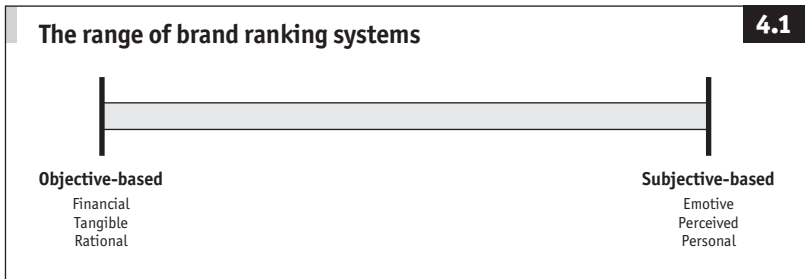 The range of brand ranking systems
4.1
Objective-based
Financial
Tangible
Rational
Subjective-based
Emotive
Perceived
Personal